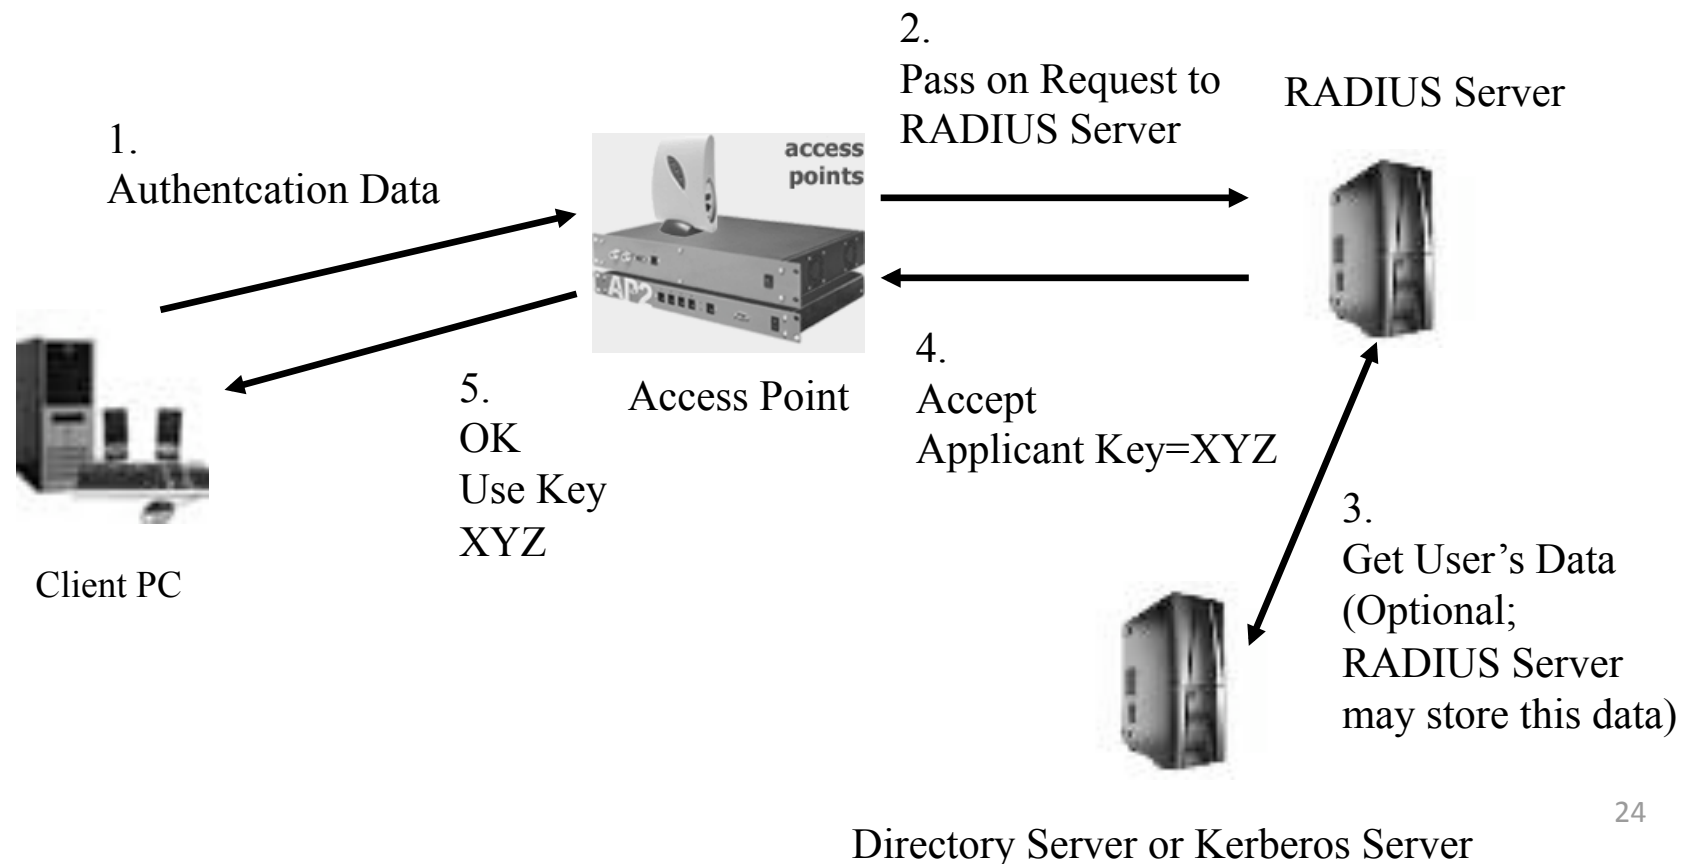 1.
Authentcation Data
2.
Pass on Request to
RADIUS Server
RADIUS Server
access
points
AP2
Access Point
4.
Accept
Applicant Key=XYZ
5.
OK
Use Key
XYZ
Client PC
3.
Get User’s Data
(Optional;
RADIUS Server
may store this data)
Directory Server or Kerberos Server
24